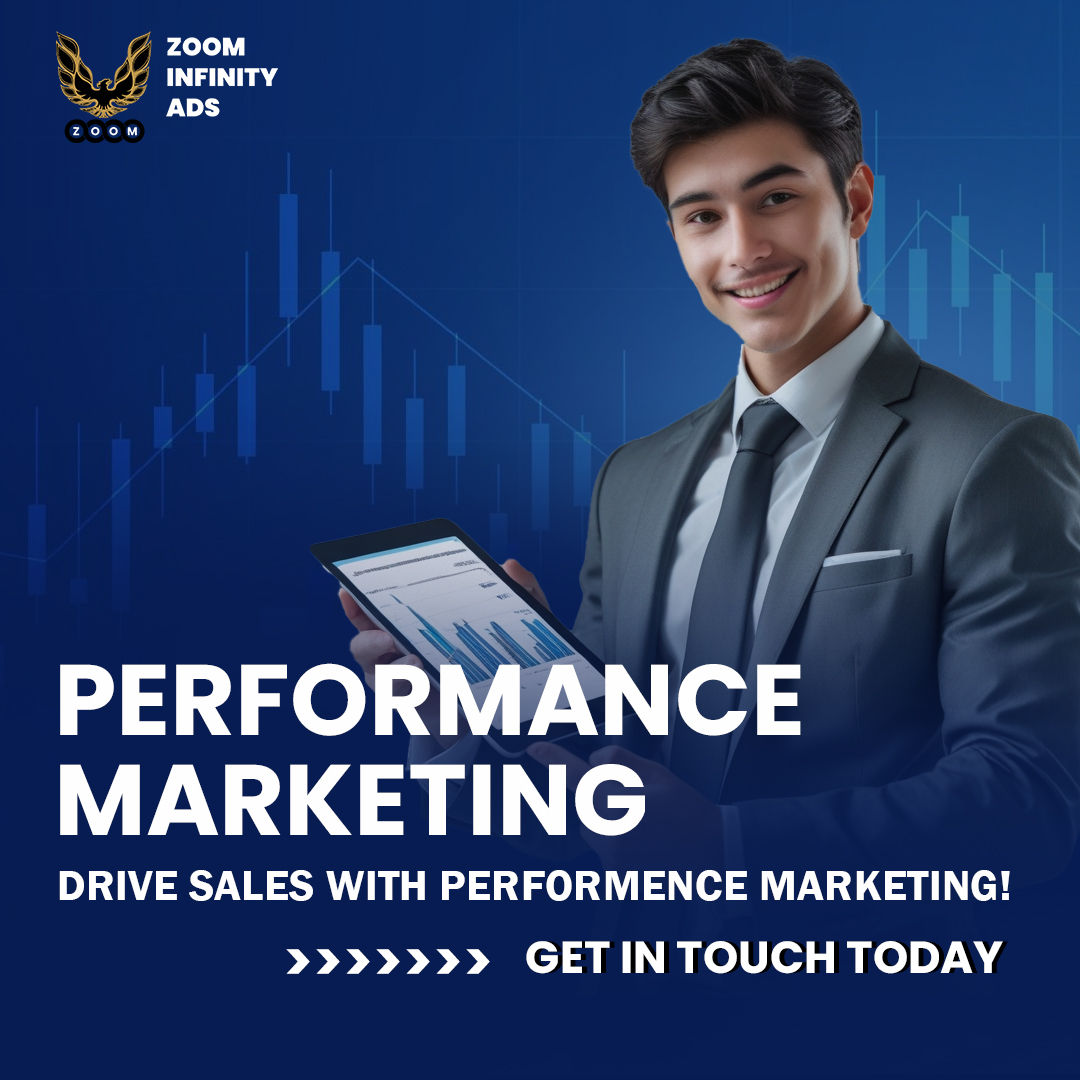 ZOOM
INFINITY
ADS
ZOOM
PERFORMANCE
MARKETING
DRIVE SALES WITH PERFORMENCE MARKETING!
GET IN TOUCH TODAY